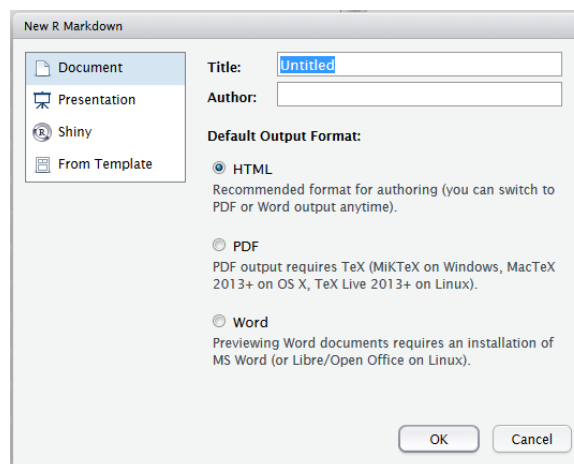 New R Markdown
Document
Presentation
R Shiny
From Template
Title: Untitled
Author:
Default Output Format:
HTML
Recommended format for authoring (you can switch to
PDF or Word output anytime).
PDF
PDF output requires TeX (MiKTeX on Windows, MacTeX
2013+ on OS X, TeX Live 2013+ on Linux).
Word
Previewing Word documents requires an installation of
MS Word (or Libre/Open Office on Linux).
OK Cancel